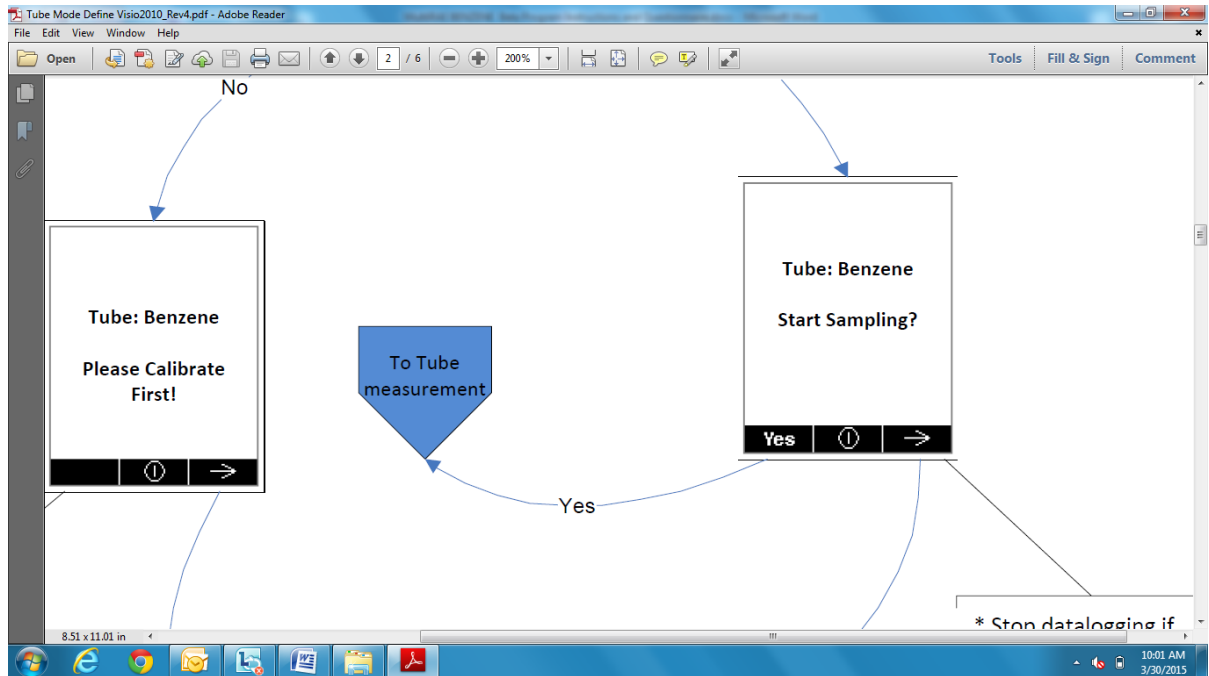 Tube Mode Define Visio2010_Rev4.pdf - Adobe Reader
File Edit View Window Help
Open 2 / 6 200% Tools Fill & Sign Comment
No
Tube: Benzene
Start Sampling?
Yes
Tube: Benzene
Please Calibrate
First!
To Tube
measurement
Yes
* Stop datalogging if
8.51 x 11.01 in
10:01 AM
3/30/2015